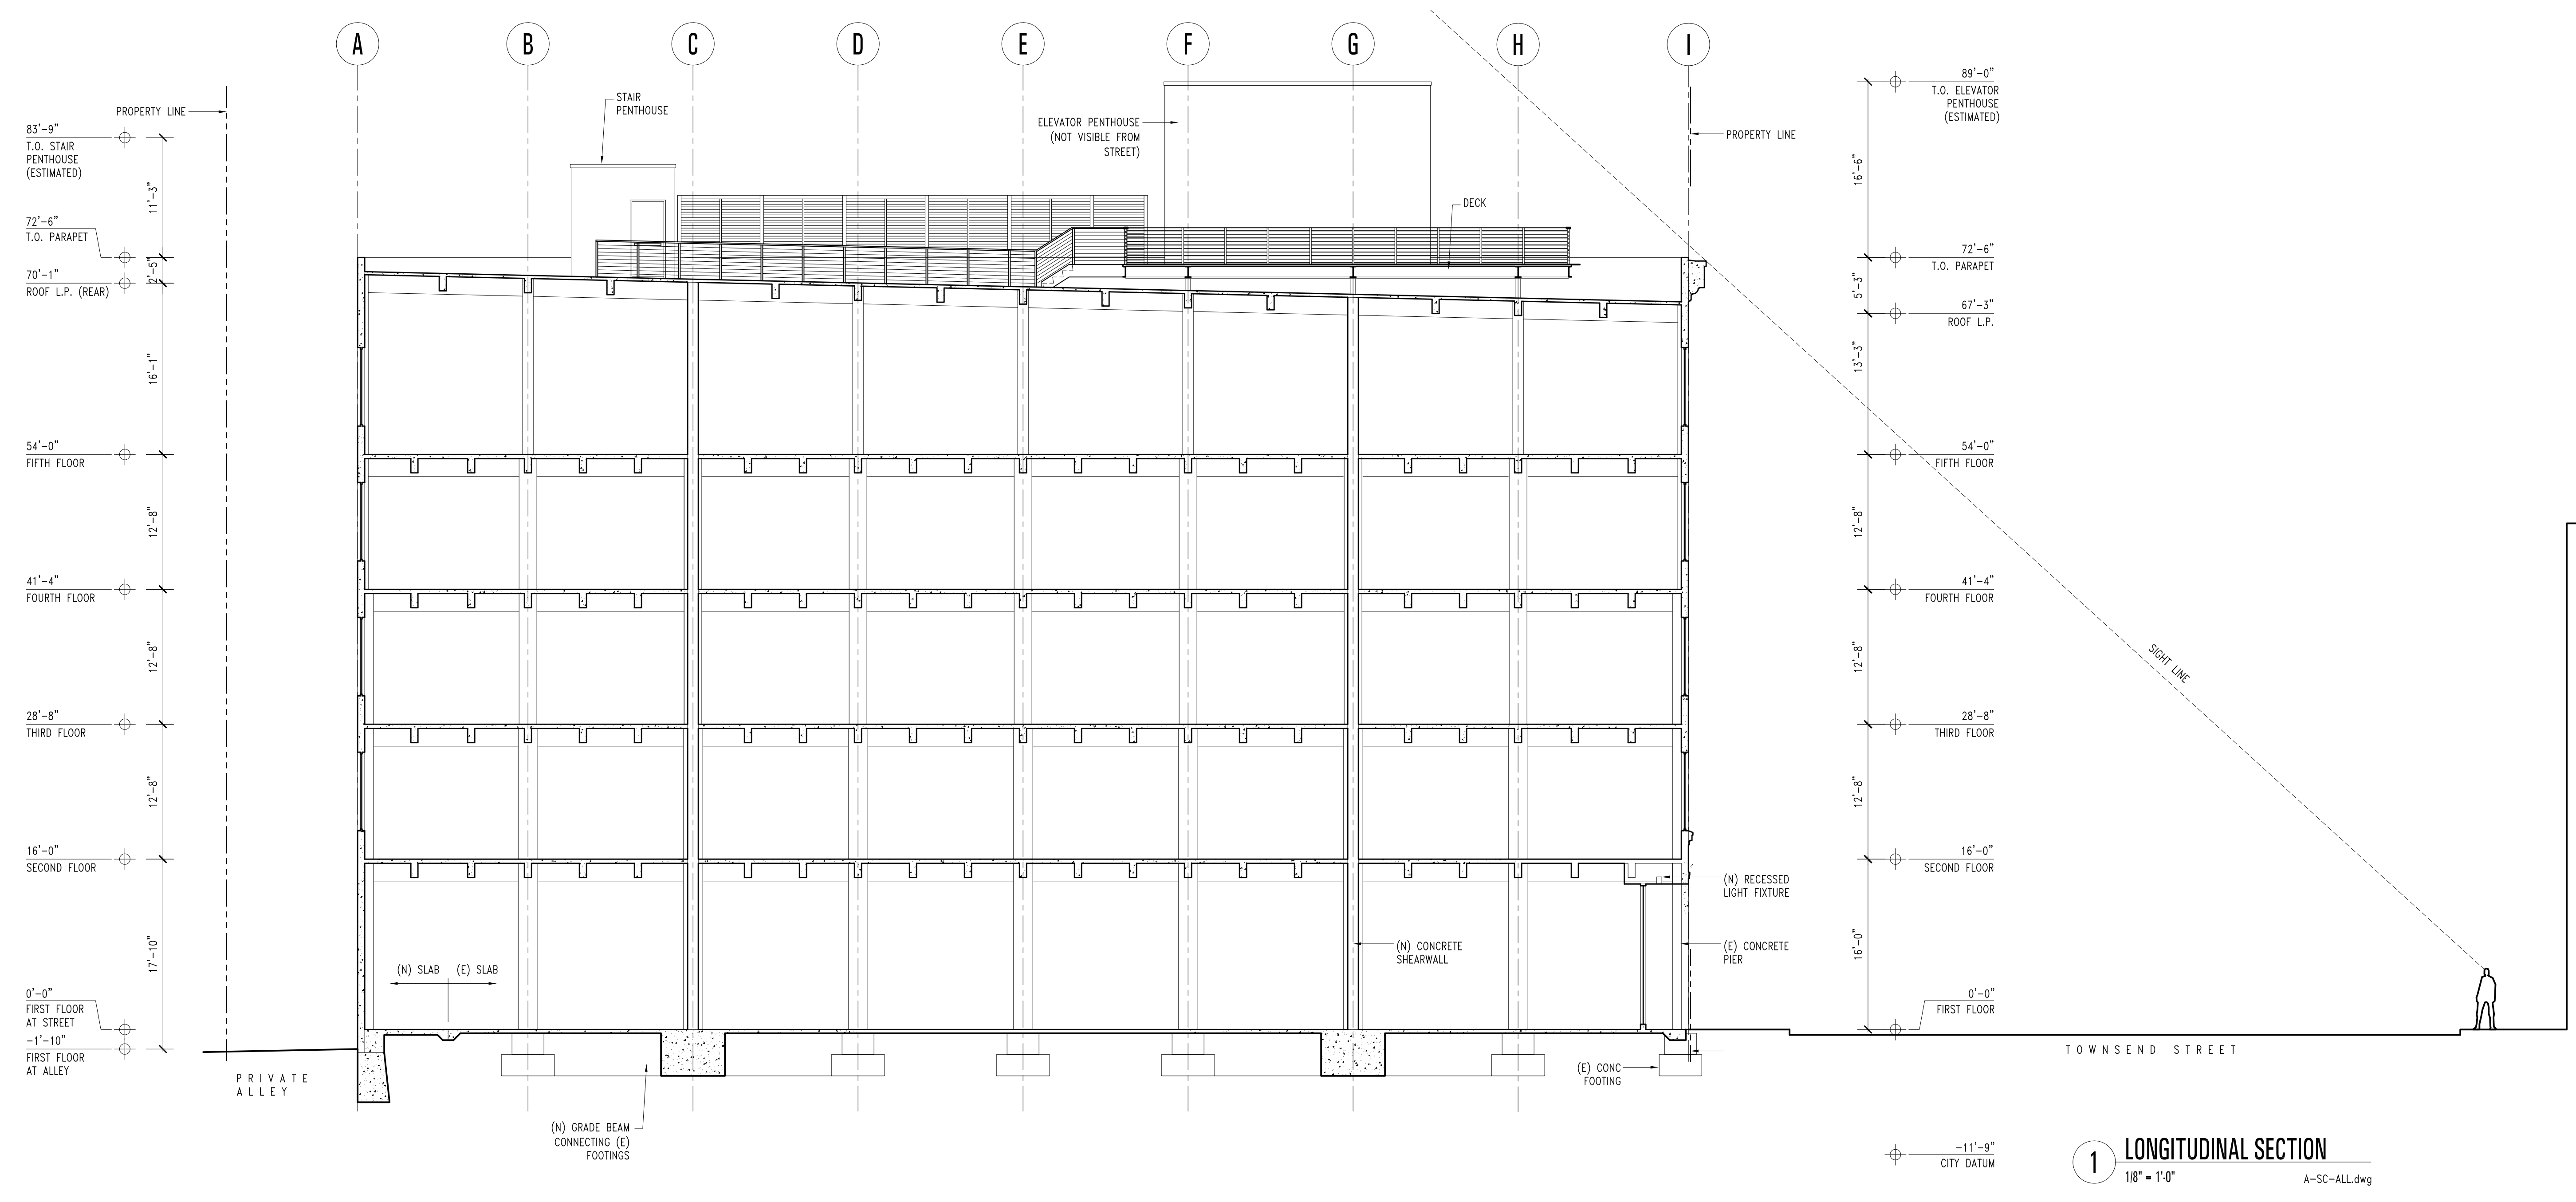 A
B
C
D
E
F
G
H
I
PROPERTY LINE
83'-9"
T.O. STAIR
PENTHOUSE
(ESTIMATED)
11'-3"
72'-6"
T.O. PARAPET
2'-5"
70'-1"
ROOF L.P. (REAR)
16'-1"
54'-0"
FIFTH FLOOR
12'-8"
41'-4"
FOURTH FLOOR
12'-8"
28'-8"
THIRD FLOOR
12'-8"
16'-0"
SECOND FLOOR
17'-10"
0'-0"
FIRST FLOOR
AT STREET
-1'-10"
FIRST FLOOR
AT ALLEY
PRIVATE
ALLEY
STAIR
PENTHOUSE
ELEVATOR PENTHOUSE
(NOT VISIBLE FROM
STREET)
DECK
PROPERTY LINE
(N) SLAB
(E) SLAB
(N) CONCRETE
SHEARWALL
(N) RECESSED
LIGHT FIXTURE
(E) CONCRETE
PIER
(E) CONC
FOOTING
(N) GRADE BEAM
CONNECTING (E)
FOOTINGS
89'-0"
T.O. ELEVATOR
PENTHOUSE
(ESTIMATED)
16'-6"
72'-6"
T.O. PARAPET
5'-3"
67'-3"
ROOF L.P.
13'-3"
54'-0"
FIFTH FLOOR
12'-8"
41'-4"
FOURTH FLOOR
12'-8"
28'-8"
THIRD FLOOR
12'-8"
16'-0"
SECOND FLOOR
16'-0"
0'-0"
FIRST FLOOR
SIGHT LINE
TOWNSEND STREET
-11'-9"
CITY DATUM
1
LONGITUDINAL SECTION
1/8" = 1'-0"
A-SC-ALL.dwg